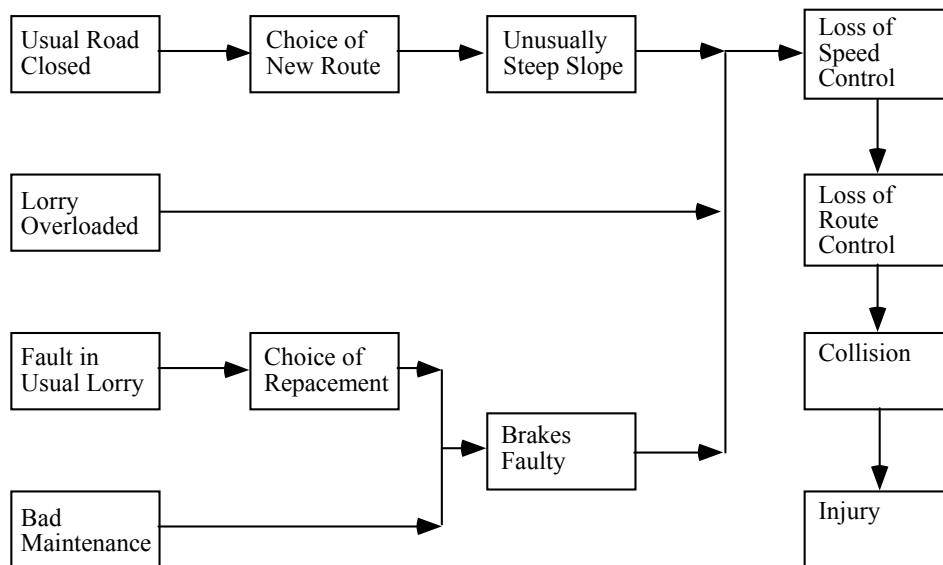 Usual Road
Closed
Choice of
New Route
Unusually
Steep Slope
Loss of
Speed
Control
Lorry
Overloaded
Loss of
Route
Control
Fault in
Usual Lorry
Choice of
Repacement
Collision
Brakes
Faulty
Bad
Maintenance
Injury